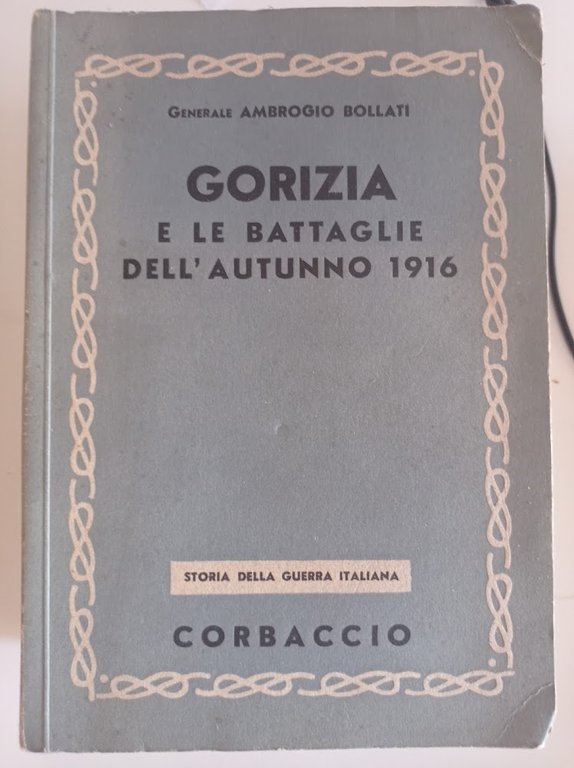 Generale AMBROGIO BOLLATI
GORIZIA
E LE BATTAGLIE
DELL'AUTUNNO 1916
STORIA DELLA GUERRA ITALIANA
CORBACCIO